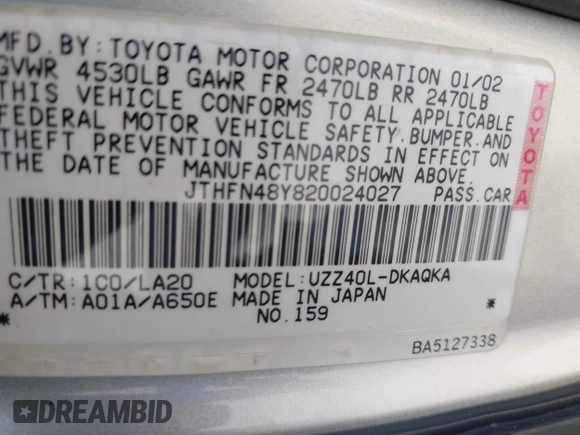 MFD. BY: TOYOTA MOTOR CORPORATION 01/02
GVWR 4530LB GAWR FR 2470LB RR 2470LB
THIS VEHICLE CONFORMS TO ALL APPLICABLE
FEDERAL MOTOR VEHICLE SAFETY, BUMPER, AND
THEFT PREVENTION STANDARDS IN EFFECT ON
THE DATE OF MANUFACTURE SHOWN ABOVE.
JTHFN48Y820024027 PASS. CAR
TOYOTA
C/TR: 1C0/LA20 MODEL: UZZ40L-DKAQKA
A/TM: A01A/A650E MADE IN JAPAN
* NO. 159 *
BA5127338
DREAMBID